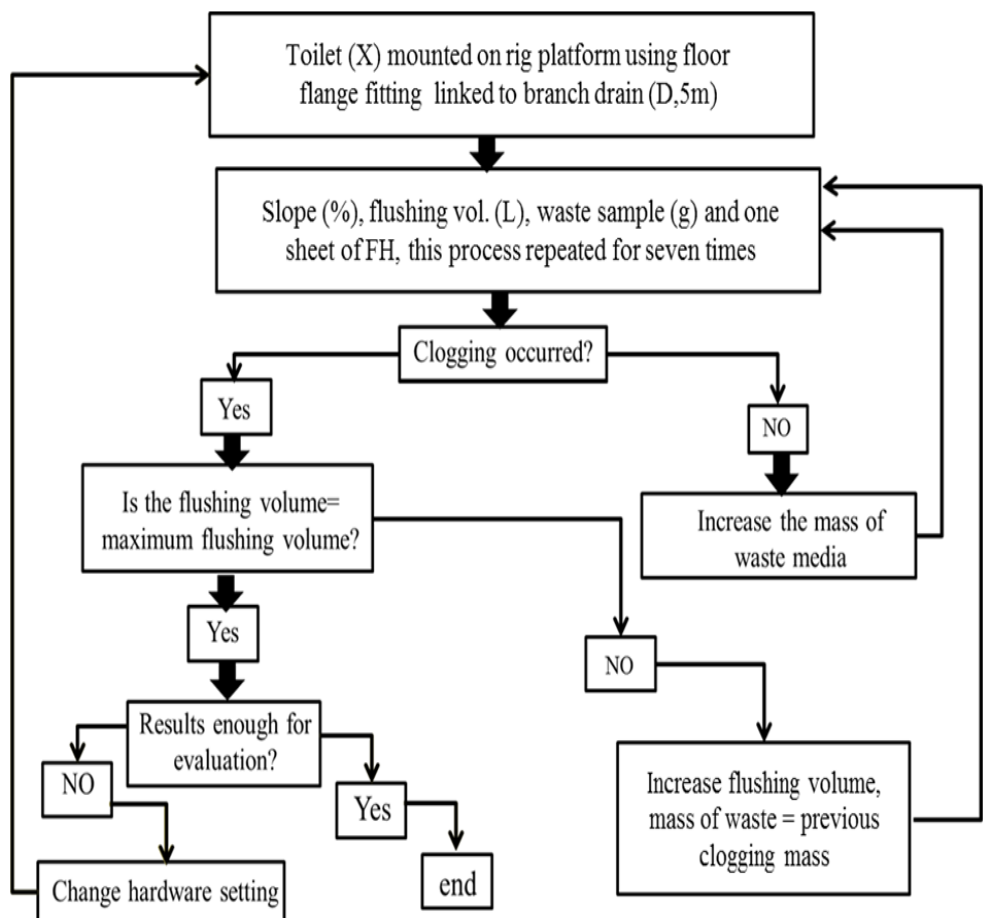 Toilet (X) mounted on rig platform using floor
flange fitting linked to branch drain (D,5m)
Slope (%), flushing vol. (L), waste sample (g) and one
sheet of FH, this process repeated for seven times
Clogging occurred?
Yes
NO
Is the flushing volume=
maximum flushing volume?
Increase the mass of
waste media
Yes
NO
Results enough for
evaluation?
NO
Yes
Increase flushing volume,
mass of waste = previous
clogging mass
Change hardware setting
end